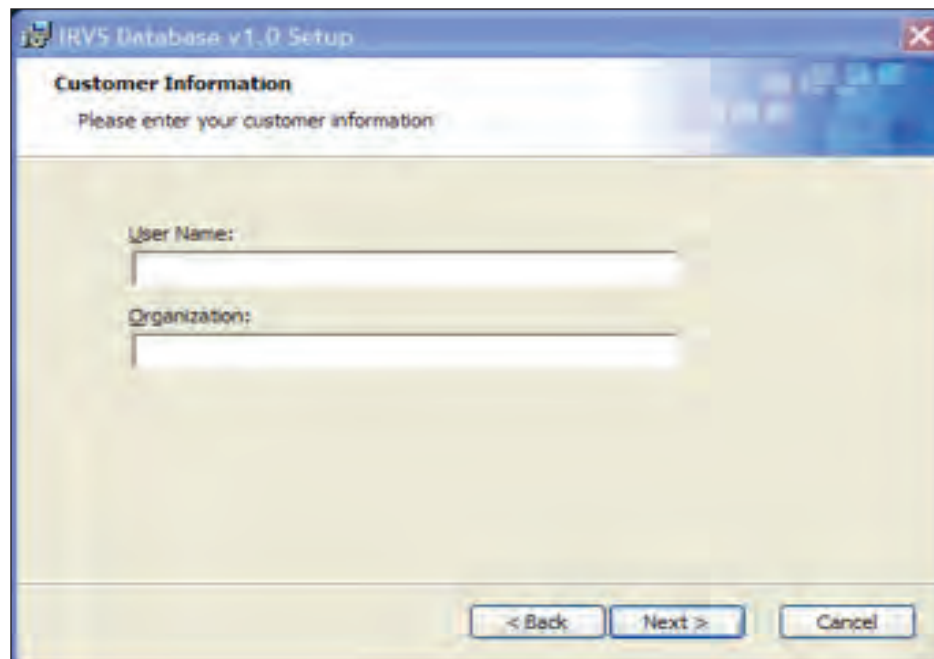 IRVS Database v1.0 Setup
Customer Information
Please enter your customer information
User Name:
Organization:
< Back Next > Cancel